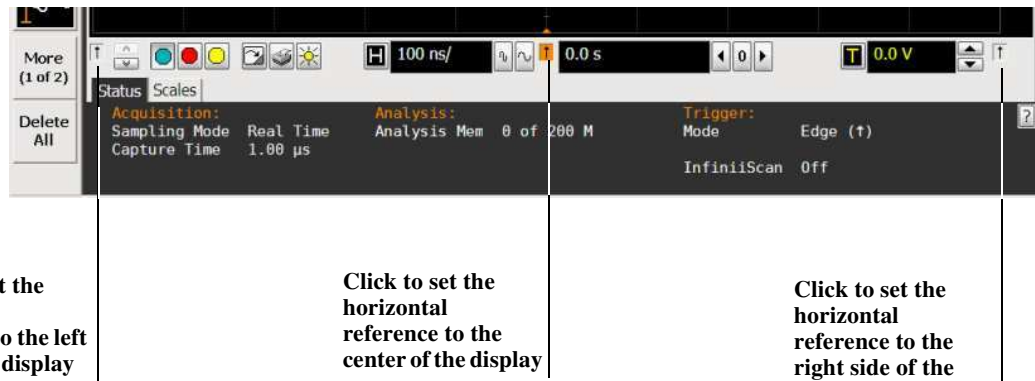 More
(1 of 2)
Delete
All
H 100 ns/
0.0 s
0
T 0.0 V
Status Scales
Acquisition:
Sampling Mode Real Time
Capture Time 1.00 µs
Analysis:
Analysis Mem 0 of 200 M
Trigger:
Mode Edge (↑)
InfiniiScan Off
?
t the
o the left
display
Click to set the
horizontal
reference to the
center of the display
Click to set the
horizontal
reference to the
right side of the